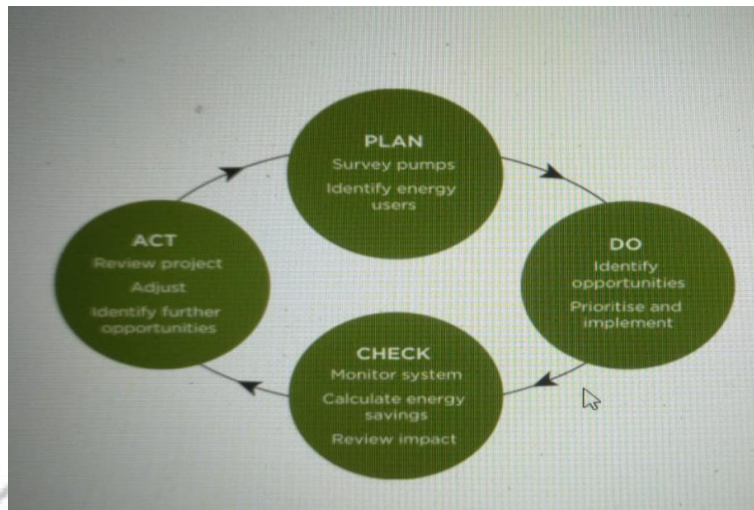 PLAN
Survey pumps
Identify energy
users
DO
Identify
opportunities
Prioritise and
implement
CHECK
Monitor system
Calculate energy
savings
Review impact
ACT
Review project
Adjust
Identify further
opportunities